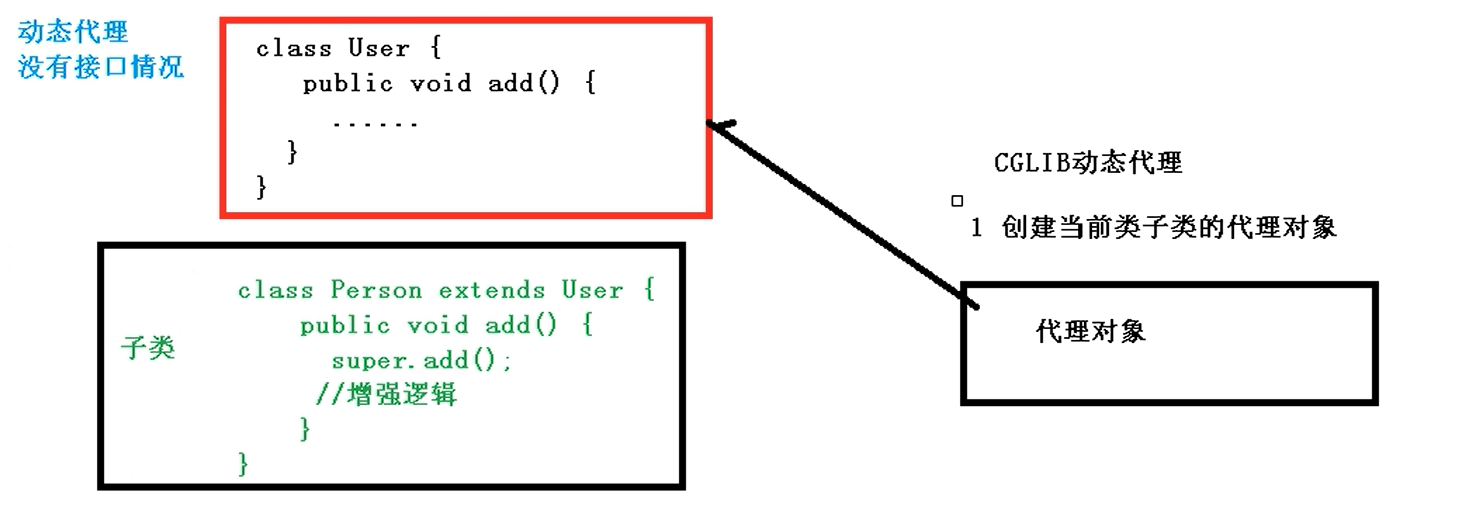 动态代理
没有接口情况
class User {
public void add() {
......
}
}
CGLIB动态代理
1 创建当前类子类的代理对象
代理对象
子类
class Person extends User {
public void add() {
super.add();
//增强逻辑
}
}